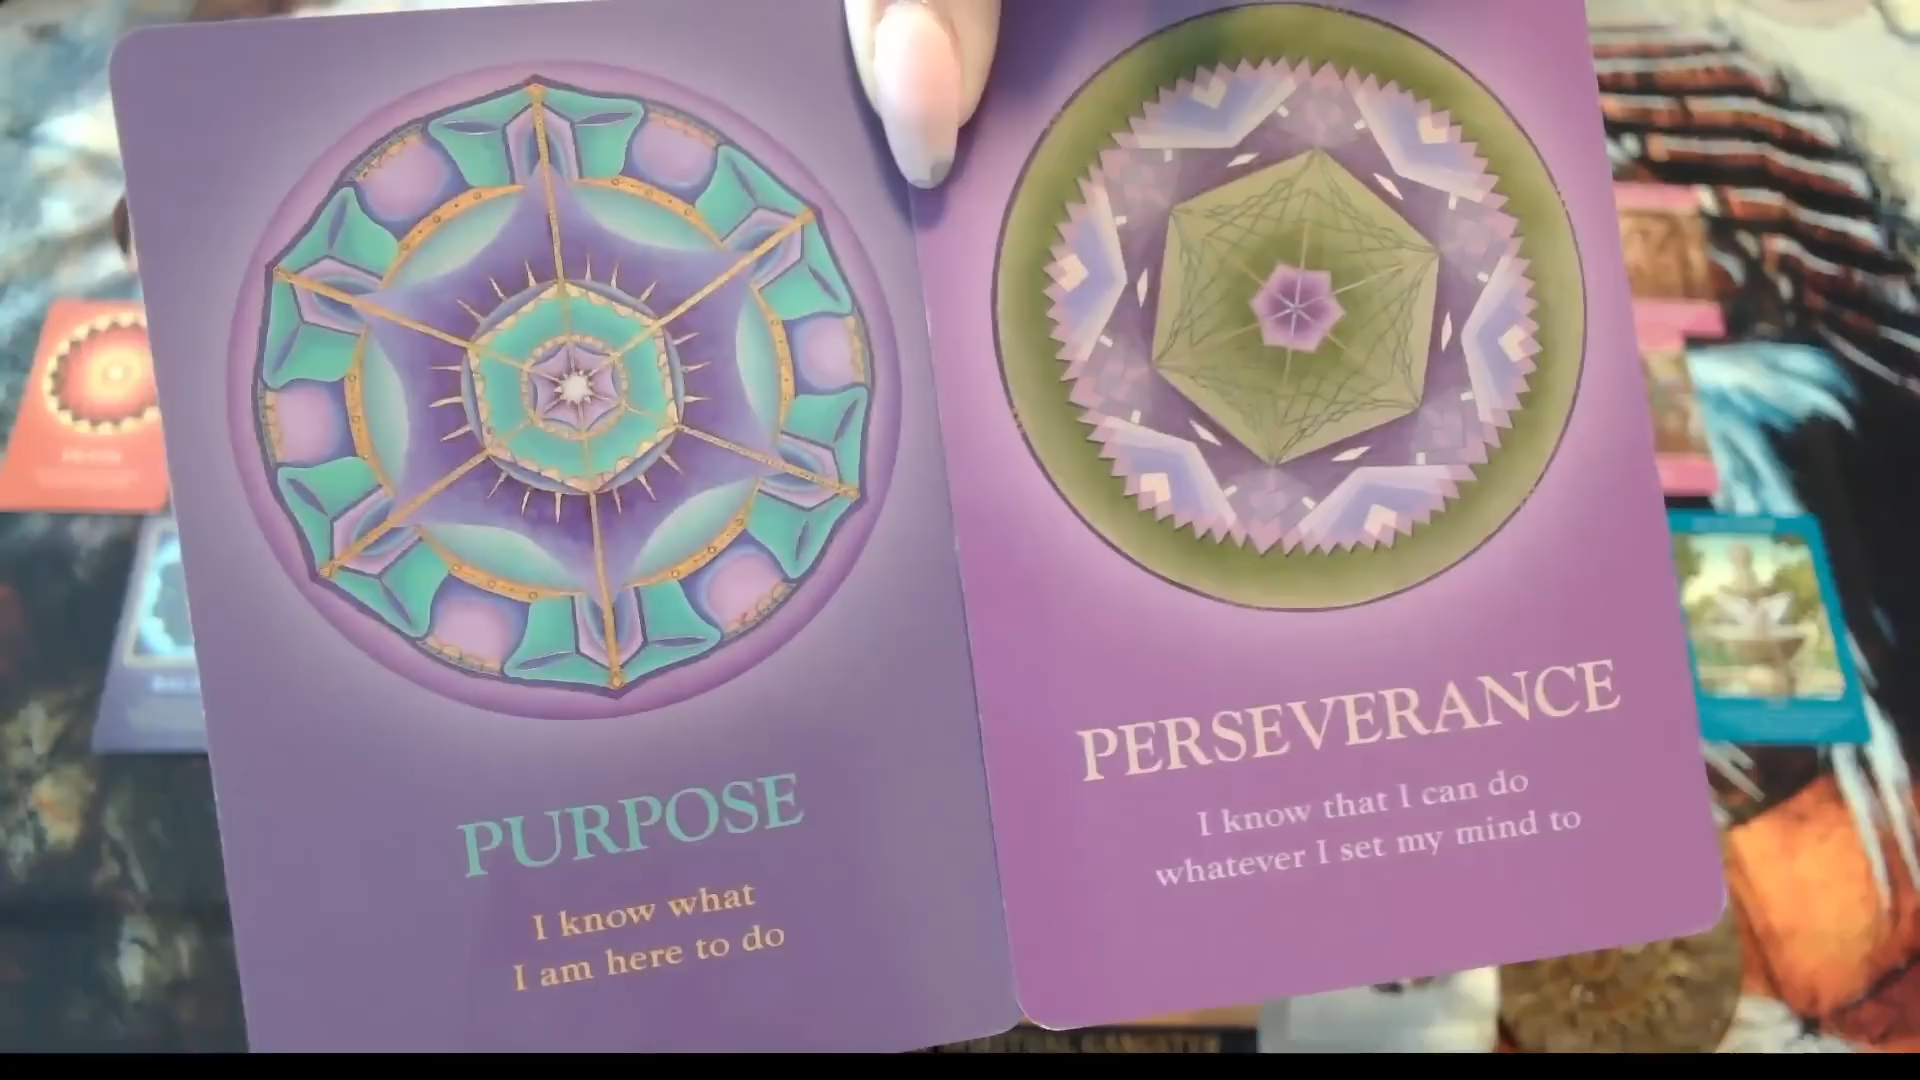 PURPOSE
I know what
I am here to do
PERSEVERANCE
I know that I can do
whatever I set my mind to